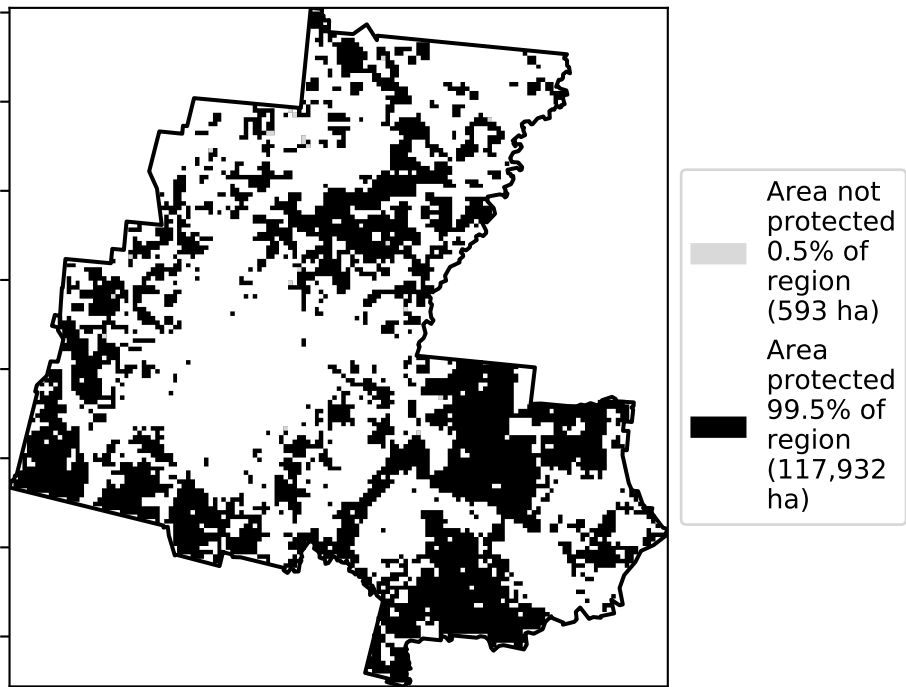 Area not
protected
0.5% of
region
(593 ha)
Area
protected
99.5% of
region
(117,932
ha)